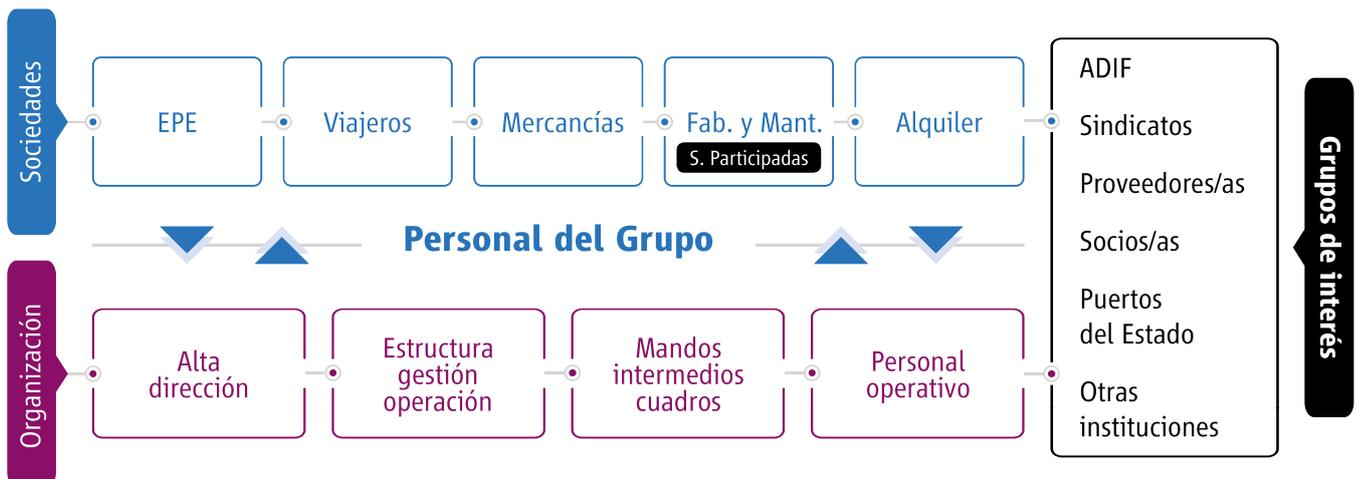 Sociedades
EPE
Viajeros
Mercancías
Fab. y Mant.
S. Participadas
Alquiler
Personal del Grupo
Organización
Alta
dirección
Estructura
gestión
operación
Mandos
intermedios
cuadros
Personal
operativo
ADIF
Sindicatos
Proveedores/as
Socios/as
Puertos
del Estado
Otras
instituciones
Grupos de interés